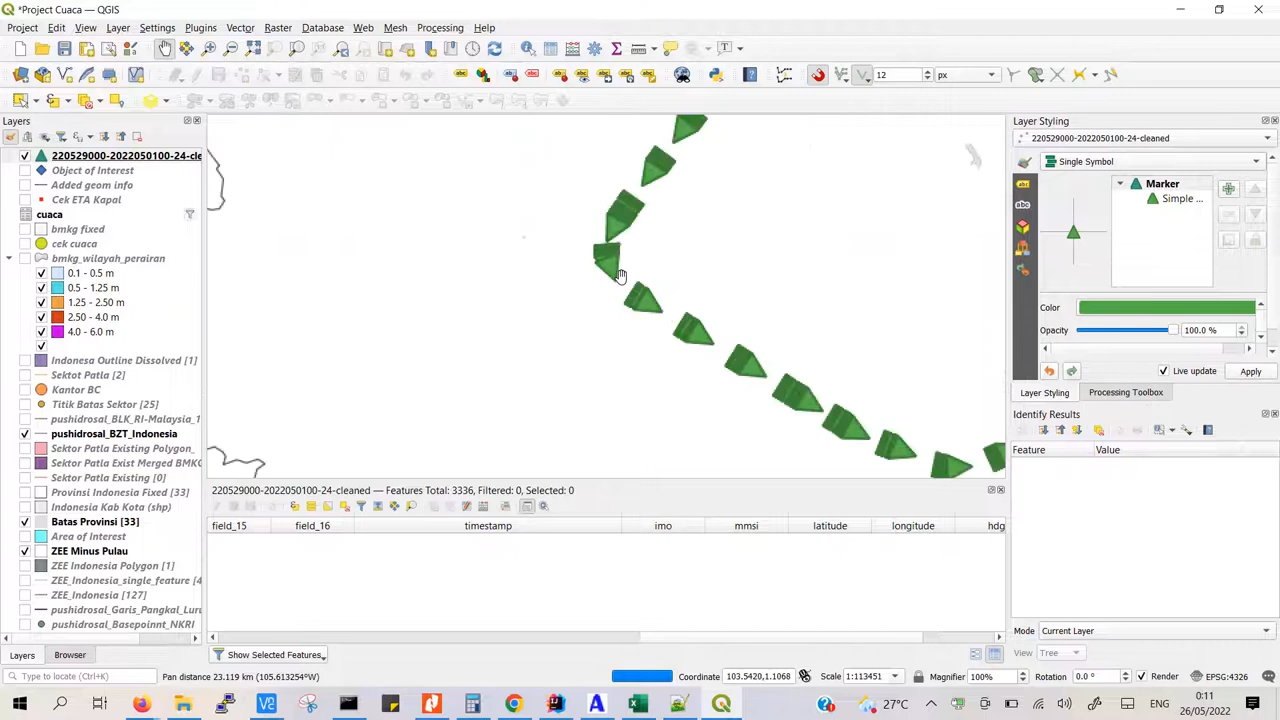 *Project Cuaca — QGIS
Project Edit View Layer Settings Plugins Vector Raster Database Web Mesh Processing Help
12 px
Layers
220529000-2022050100-24-cle
Object of Interest
Added geom info
Cek ETA Kapal
cuaca
bmkg fixed
cek cuaca
bmkg_wilayah_perairan
0.1 - 0.5 m
0.5 - 1.25 m
1.25 - 2.50 m
2.50 - 4.0 m
4.0 - 6.0 m
Indonesa Outline Dissolved [1]
Sektot Patla [2]
Kantor BC
Titik Batas Sektor [25]
pushidrosal_BLK_RI-Malaysia_1
pushidrosal_BZT_Indonesia
Sektor Patla Existing Polygon_
Sektor Patla Exist Merged BMKG
Sektor Patla Existing [0]
Provinsi Indonesia Fixed [33]
Indonesia Kab Kota (shp)
Batas Provinsi [33]
Area of Interest
ZEE Minus Pulau
ZEE Indonesia Polygon [1]
ZEE_Indonesia_single_feature [4
ZEE_Indonesia [127]
pushidrosal_Garis_Pangkal_Luru
pushidrosal_Basepoinnt_NKRI
Layers Browser
220529000-2022050100-24-cleaned — Features Total: 3336, Filtered: 0, Selected: 0
field_15 field_16 timestamp imo mmsi latitude longitude hdg
Show Selected Features
Layer Styling
220529000-2022050100-24-cleaned
Single Symbol
Marker
Simple ...
Color
Opacity 100.0 %
Live update Apply
Layer Styling Processing Toolbox
Identify Results
Feature Value
Mode Current Layer
View Tree Help
Type to locate (Ctrl+K) Pan distance 23.119 km (105.613254°W) Coordinate 103.5420,1.1068 Scale 1:113451 Magnifier 100% Rotation 0.0 ° Render EPSG:4326
27°C ENG 0:11
26/05/2022